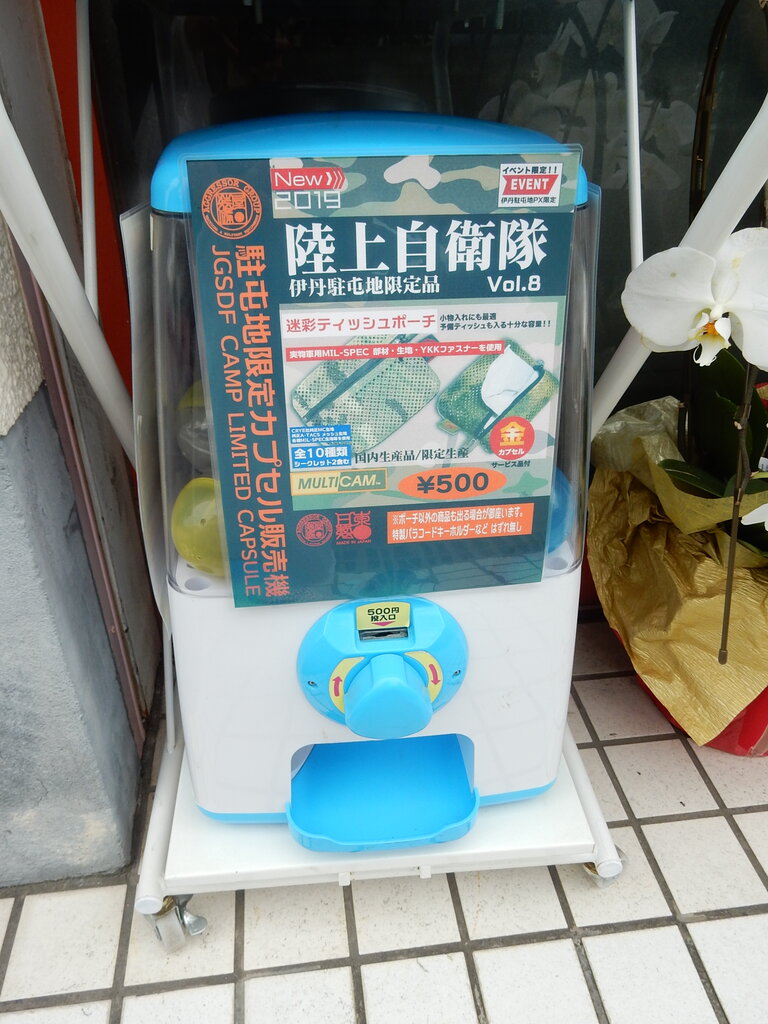 New
2019
イベント限定!!
EVENT
伊丹駐屯地PX限定
AGGRESSOR GROUP
駐屯地限定カプセル販売機
JGSDF CAMP LIMITED CAPSULE
陸上自衛隊
伊丹駐屯地限定品 Vol.8
迷彩ティッシュポーチ
小物入れにも最適
予備ティッシュも入る十分な容量!!
実物軍用MIL-SPEC 部材・生地・YKKファスナーを使用
全10種類
シークレット2含む
国内生産品/限定生産
金
カプセル
サービス品付
MULTICAM
¥500
MADE IN JAPAN
※ポーチ以外の商品も出る場合が御座います。
特製パラコードキーホルダーなど はずれ無し
500円
投入口